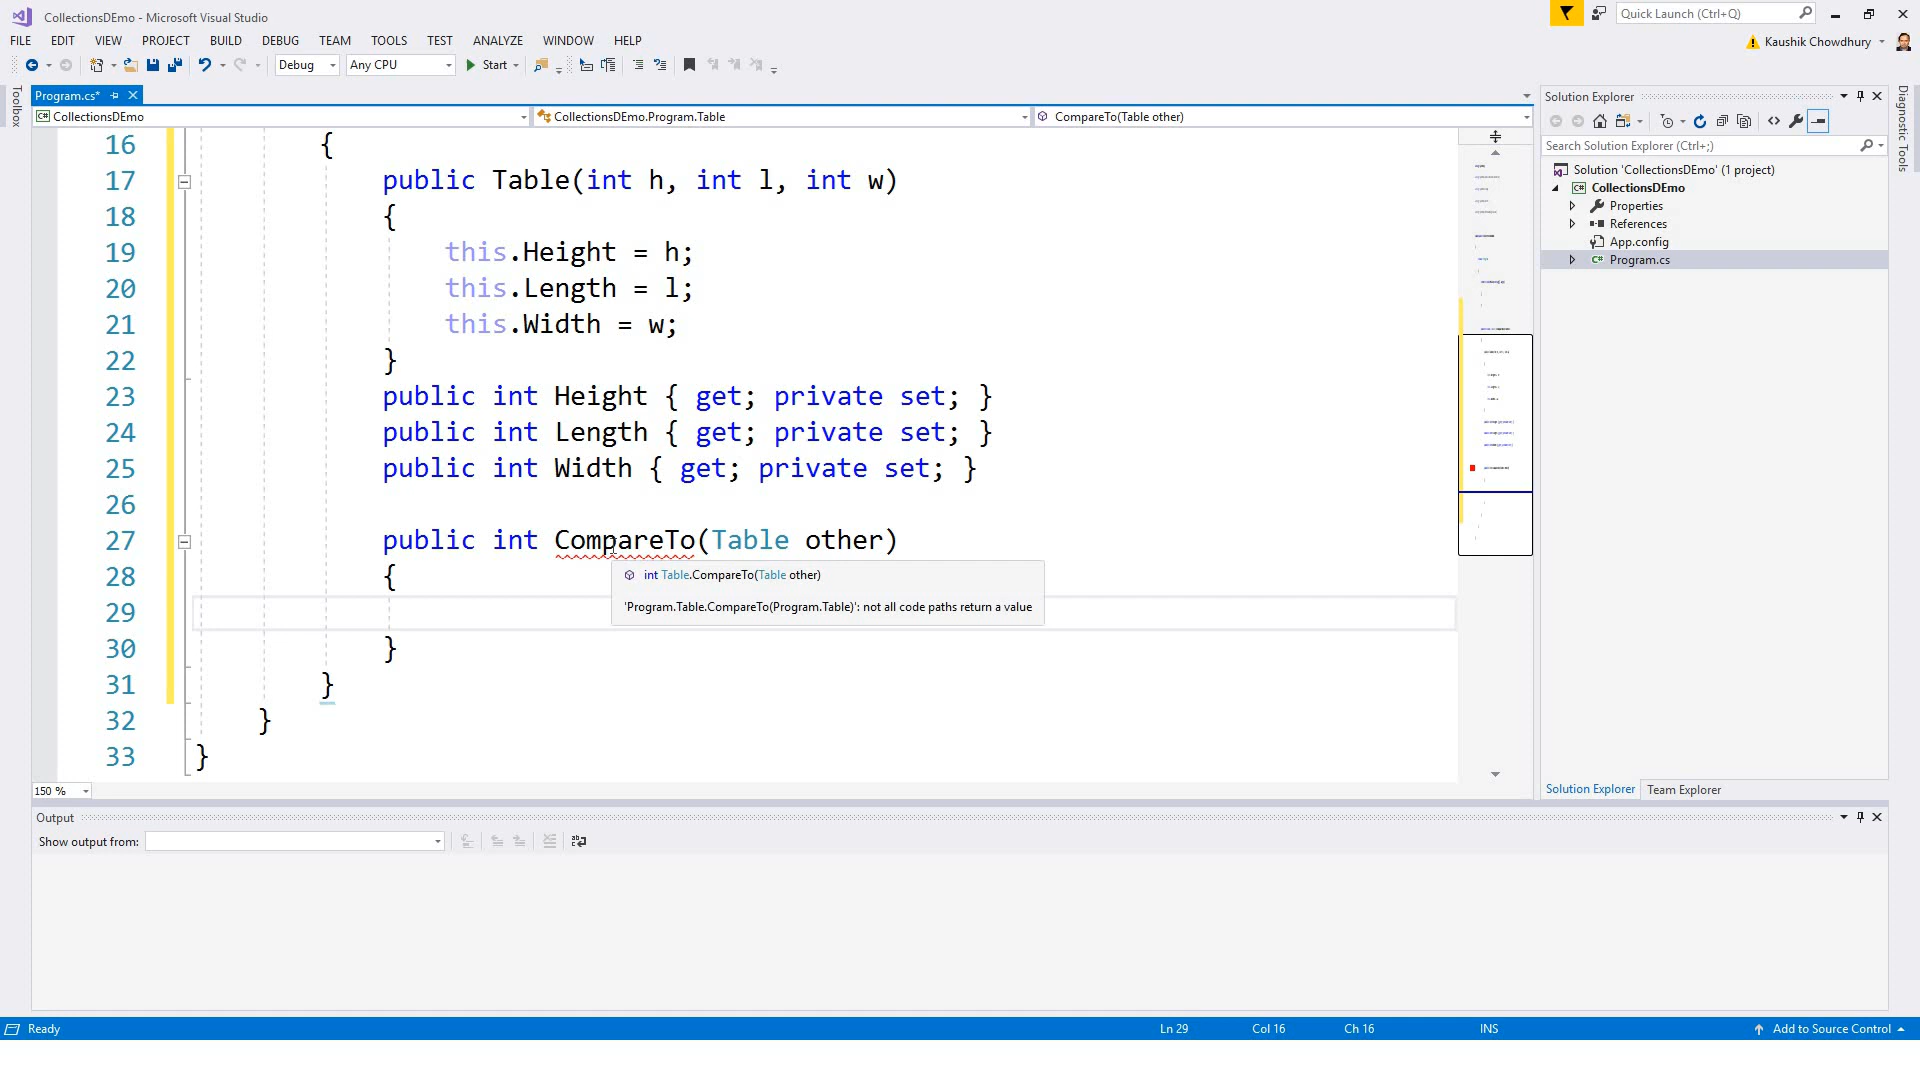 CollectionsDEmo - Microsoft Visual Studio
Quick Launch (Ctrl+Q)
FILE EDIT VIEW PROJECT BUILD DEBUG TEAM TOOLS TEST ANALYZE WINDOW HELP
Kaushik Chowdhury
Debug Any CPU Start
Toolbox
Program.cs*
CollectionsDEmo CollectionsDEmo.Program.Table CompareTo(Table other)
16 {
17 public Table(int h, int l, int w)
18 {
19 this.Height = h;
20 this.Length = l;
21 this.Width = w;
22 }
23 public int Height { get; private set; }
24 public int Length { get; private set; }
25 public int Width { get; private set; }
26
27 public int CompareTo(Table other)
28 {
int Table.CompareTo(Table other)
'Program.Table.CompareTo(Program.Table)': not all code paths return a value
29
30 }
31 }
32 }
33 }
150 %
Solution Explorer
Search Solution Explorer (Ctrl+;)
Solution 'CollectionsDEmo' (1 project)
CollectionsDEmo
Properties
References
App.config
Program.cs
Solution Explorer Team Explorer
Diagnostic Tools
Output
Show output from:
Ready Ln 29 Col 16 Ch 16 INS Add to Source Control